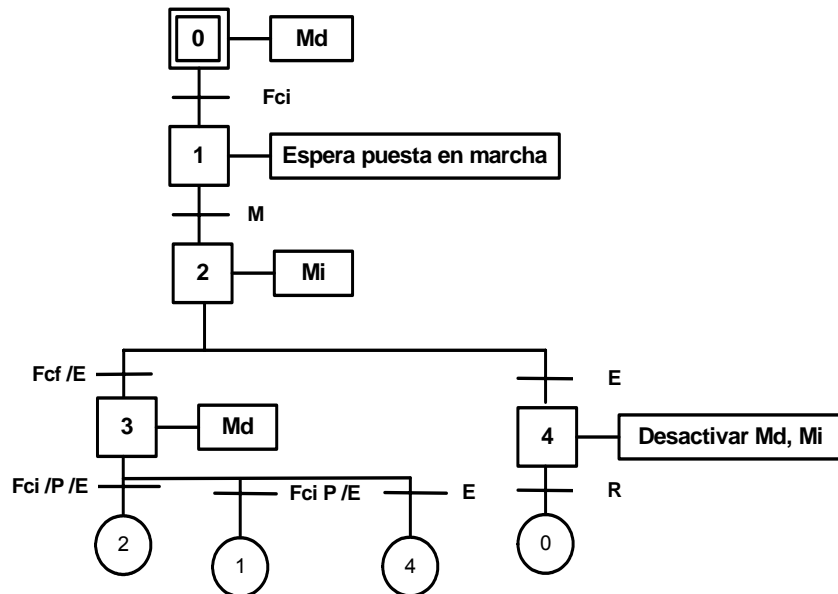 0
Md
Fci
1
Espera puesta en marcha
M
2
Mi
Fcf /E
E
3
Md
4
Desactivar Md, Mi
Fci /P /E
Fci P /E
E
R
2
1
4
0